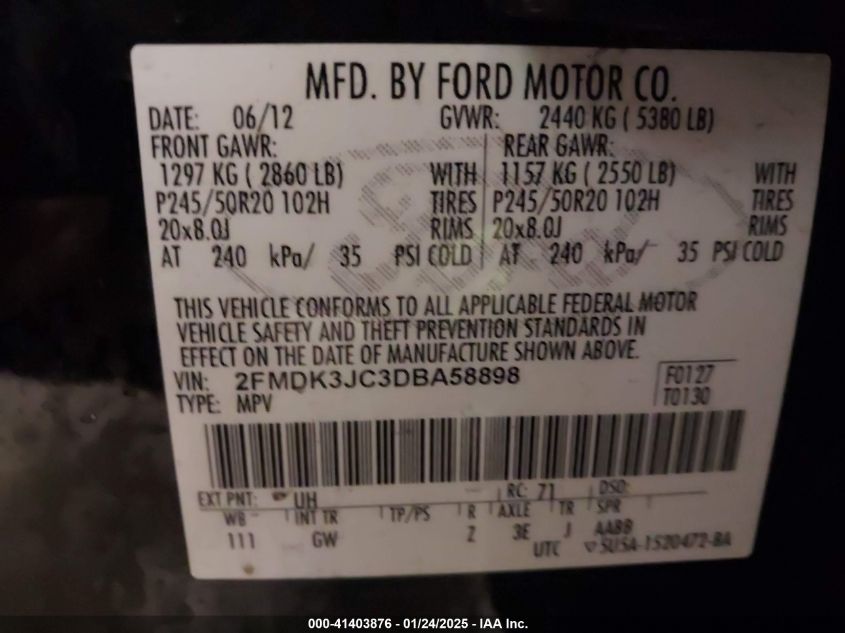 MFD. BY FORD MOTOR CO.
DATE: 06/12 GVWR: 2440 KG ( 5380 LB)
FRONT GAWR: REAR GAWR:
1297 KG ( 2860 LB) WITH 1157 KG ( 2550 LB) WITH
P245/50R20 102H TIRES P245/50R20 102H TIRES
20x8.0J RIMS 20x8.0J RIMS
AT 240 kPa/ 35 PSI COLD AT 240 kPa/ 35 PSI COLD
THIS VEHICLE CONFORMS TO ALL APPLICABLE FEDERAL MOTOR
VEHICLE SAFETY AND THEFT PREVENTION STANDARDS IN
EFFECT ON THE DATE OF MANUFACTURE SHOWN ABOVE.
VIN: 2FMDK3JC3DBA58898 F0127
TYPE: MPV T0130
EXT PNT: UH RC: 71 DSO:
WB INT TR TP/PS R AXLE TR SPR
111 GW Z 3E J AABB
UTC 5U5A-1520472-BA
000-41403876 - 01/24/2025 - IAA Inc.